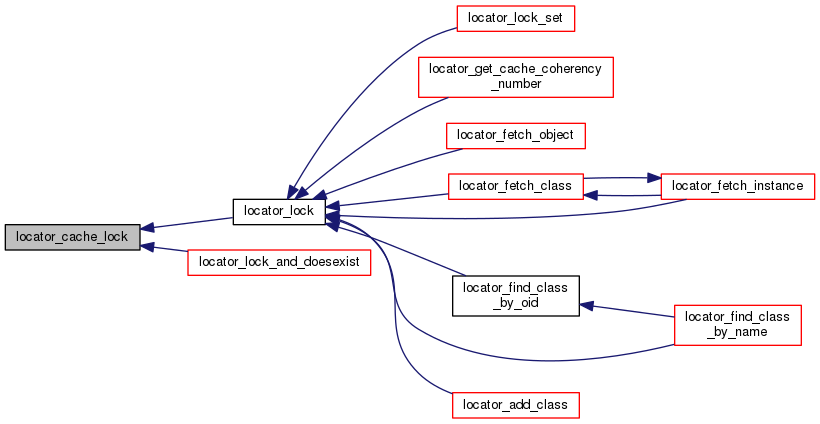 locator_lock_set
locator_get_cache_coherency
_number
locator_fetch_object
locator_fetch_class
locator_fetch_instance
locator_lock
locator_cache_lock
locator_lock_and_doesexist
locator_find_class
_by_oid
locator_find_class
_by_name
locator_add_class